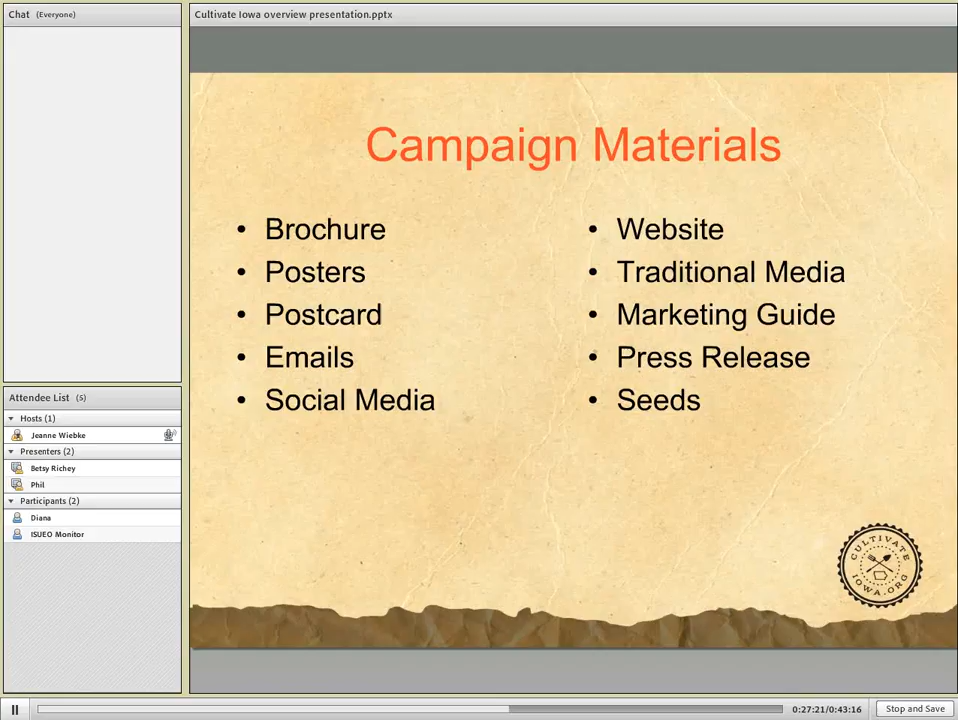 Chat (Everyone)
Cultivate Iowa overview presentation.pptx
Campaign Materials
• Brochure
• Posters
• Postcard
• Emails
• Social Media
• Website
• Traditional Media
• Marketing Guide
• Press Release
• Seeds
CULTIVATE
IOWA.ORG
Attendee List (5)
Hosts (1)
Jeanne Wiebke
Presenters (2)
Betsy Richey
Phil
Participants (2)
Diana
ISUEO Monitor
0:27:21/0:43:16
Stop and Save